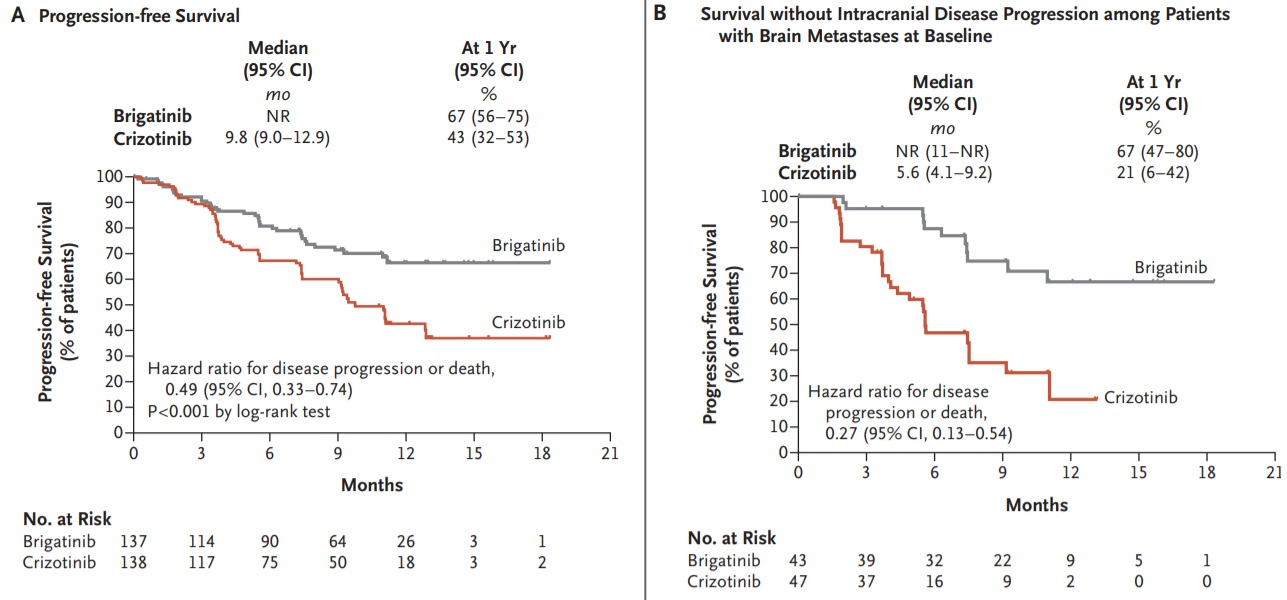 A Progression-free Survival
Median
(95% CI)
At 1 Yr
(95% CI)
mo %
Brigatinib NR 67 (56–75)
Crizotinib 9.8 (9.0–12.9) 43 (32–53)
Progression-free Survival
(% of patients)
100
90
80
70
60
50
40
30
20
10
0
Brigatinib
Crizotinib
Hazard ratio for disease progression or death,
0.49 (95% CI, 0.33–0.74)
P<0.001 by log-rank test
0 3 6 9 12 15 18 21
Months
No. at Risk
Brigatinib 137 114 90 64 26 3 1
Crizotinib 138 117 75 50 18 3 2
B Survival without Intracranial Disease Progression among Patients
with Brain Metastases at Baseline
Median
(95% CI)
At 1 Yr
(95% CI)
mo %
Brigatinib NR (11–NR) 67 (47–80)
Crizotinib 5.6 (4.1–9.2) 21 (6–42)
Progression-free Survival
(% of patients)
100
90
80
70
60
50
40
30
20
10
0
Brigatinib
Crizotinib
Hazard ratio for disease
progression or death,
0.27 (95% CI, 0.13–0.54)
0 3 6 9 12 15 18 21
Months
No. at Risk
Brigatinib 43 39 32 22 9 5 1
Crizotinib 47 37 16 9 2 0 0